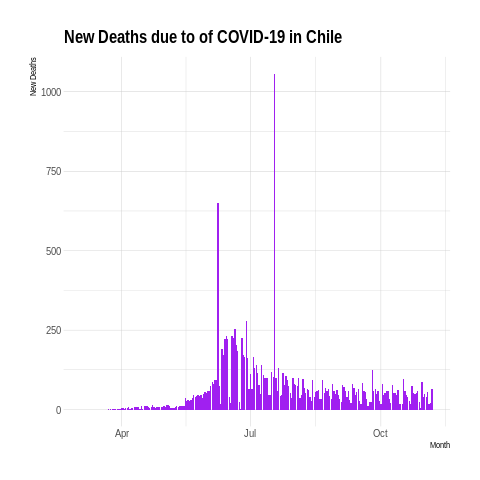 New Deaths due to of COVID-19 in Chile
New Deaths
1000
750
500
250
0
Apr
Jul
Oct
Month